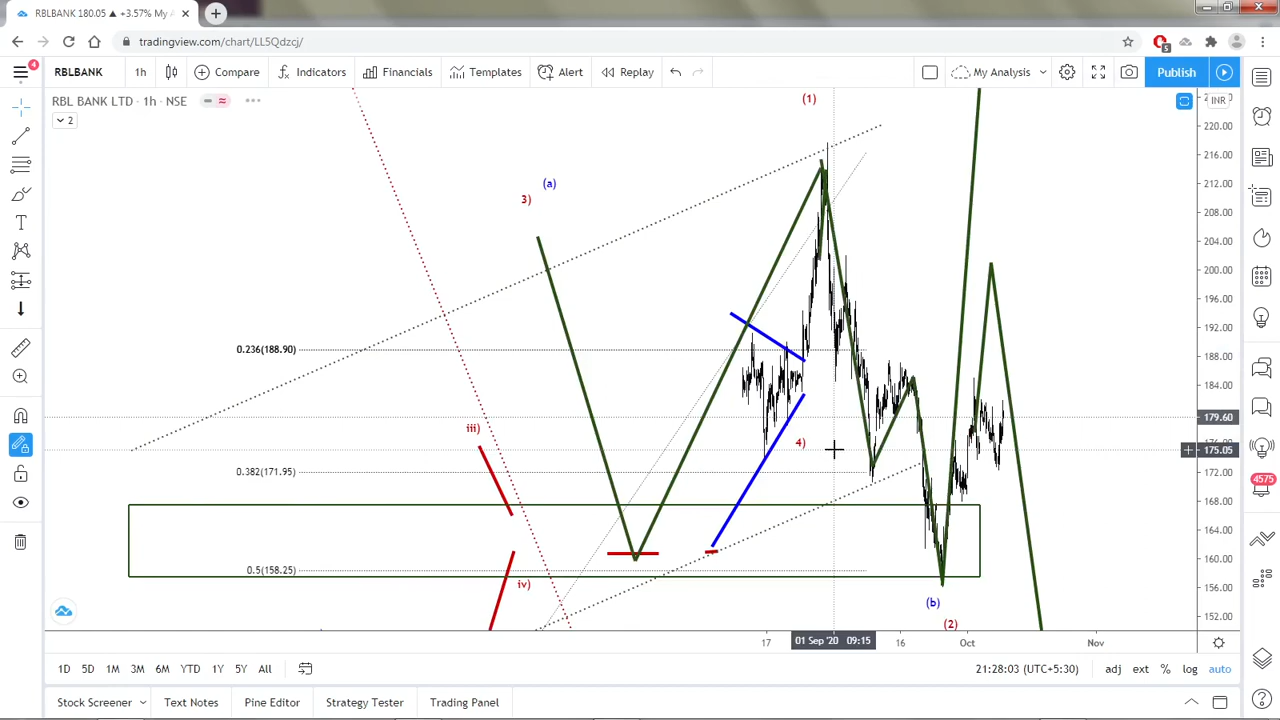 RBLBANK 180.05 ▲ +3.57% My A
tradingview.com/chart/LL5Qdzcj/
5
4
RBLBANK 1h Compare Indicators Financials Templates Alert Replay My Analysis Publish
RBL BANK LTD · 1h · NSE
INR
2
(1)
220.00
216.00
(a)
212.00
3)
208.00
204.00
200.00
196.00
192.00
0.236(188.90)
188.00
184.00
179.60
iii)
4)
175.05
0.382(171.95)
172.00
168.00
4575
164.00
160.00
0.5(158.25)
iv)
156.00
(b)
(2)
152.00
17 01 Sep '20 09:15 16 Oct Nov
1D 5D 1M 3M 6M YTD 1Y 5Y All 21:28:03 (UTC+5:30) adj ext % log auto
Stock Screener Text Notes Pine Editor Strategy Tester Trading Panel